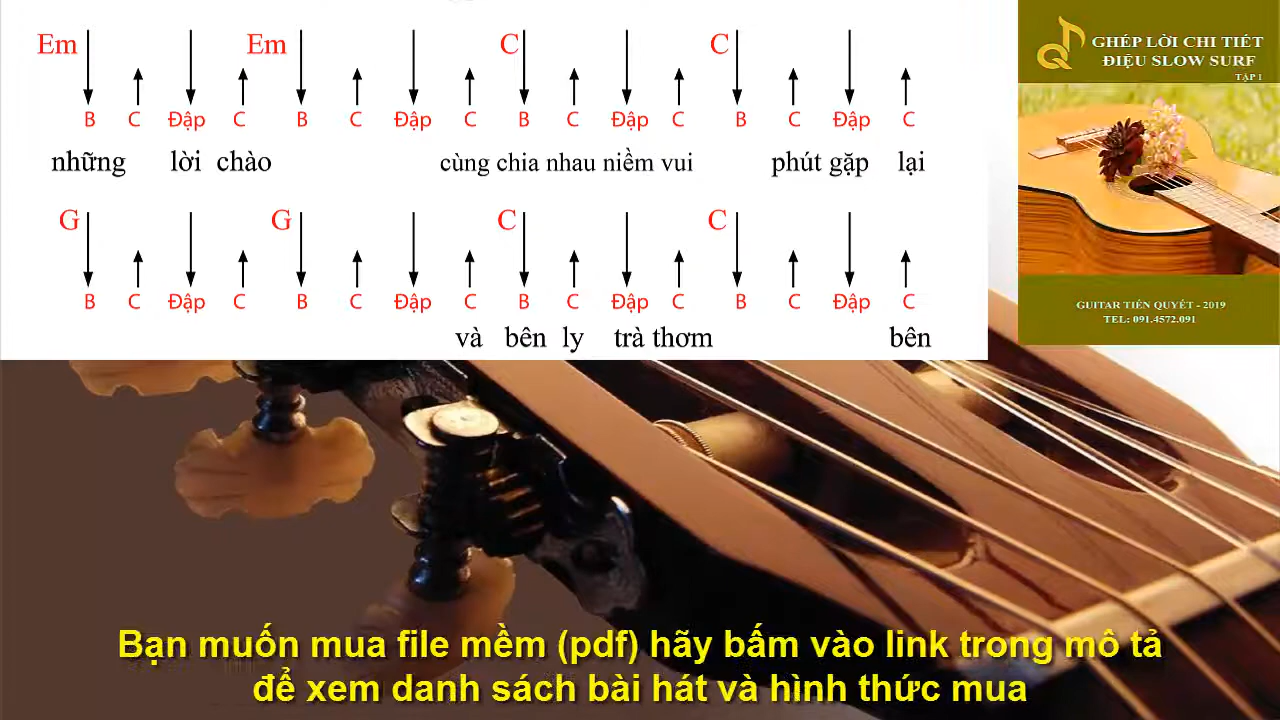 Em Em C C
B C Đập C B C Đập C B C Đập C B C Đập C
những lời chào cùng chia nhau niềm vui phút gặp lại
G G C C
B C Đập C B C Đập C B C Đập C B C Đập C
và bên ly trà thơm bên
Q
GHÉP LỜI CHI TIẾT
ĐIỆU SLOW SURF
TẬP 1
GUITAR TIẾN QUYẾT - 2019
TEL: 091.4572.091
Bạn muốn mua file mềm (pdf) hãy bấm vào link trong mô tả
để xem danh sách bài hát và hình thức mua